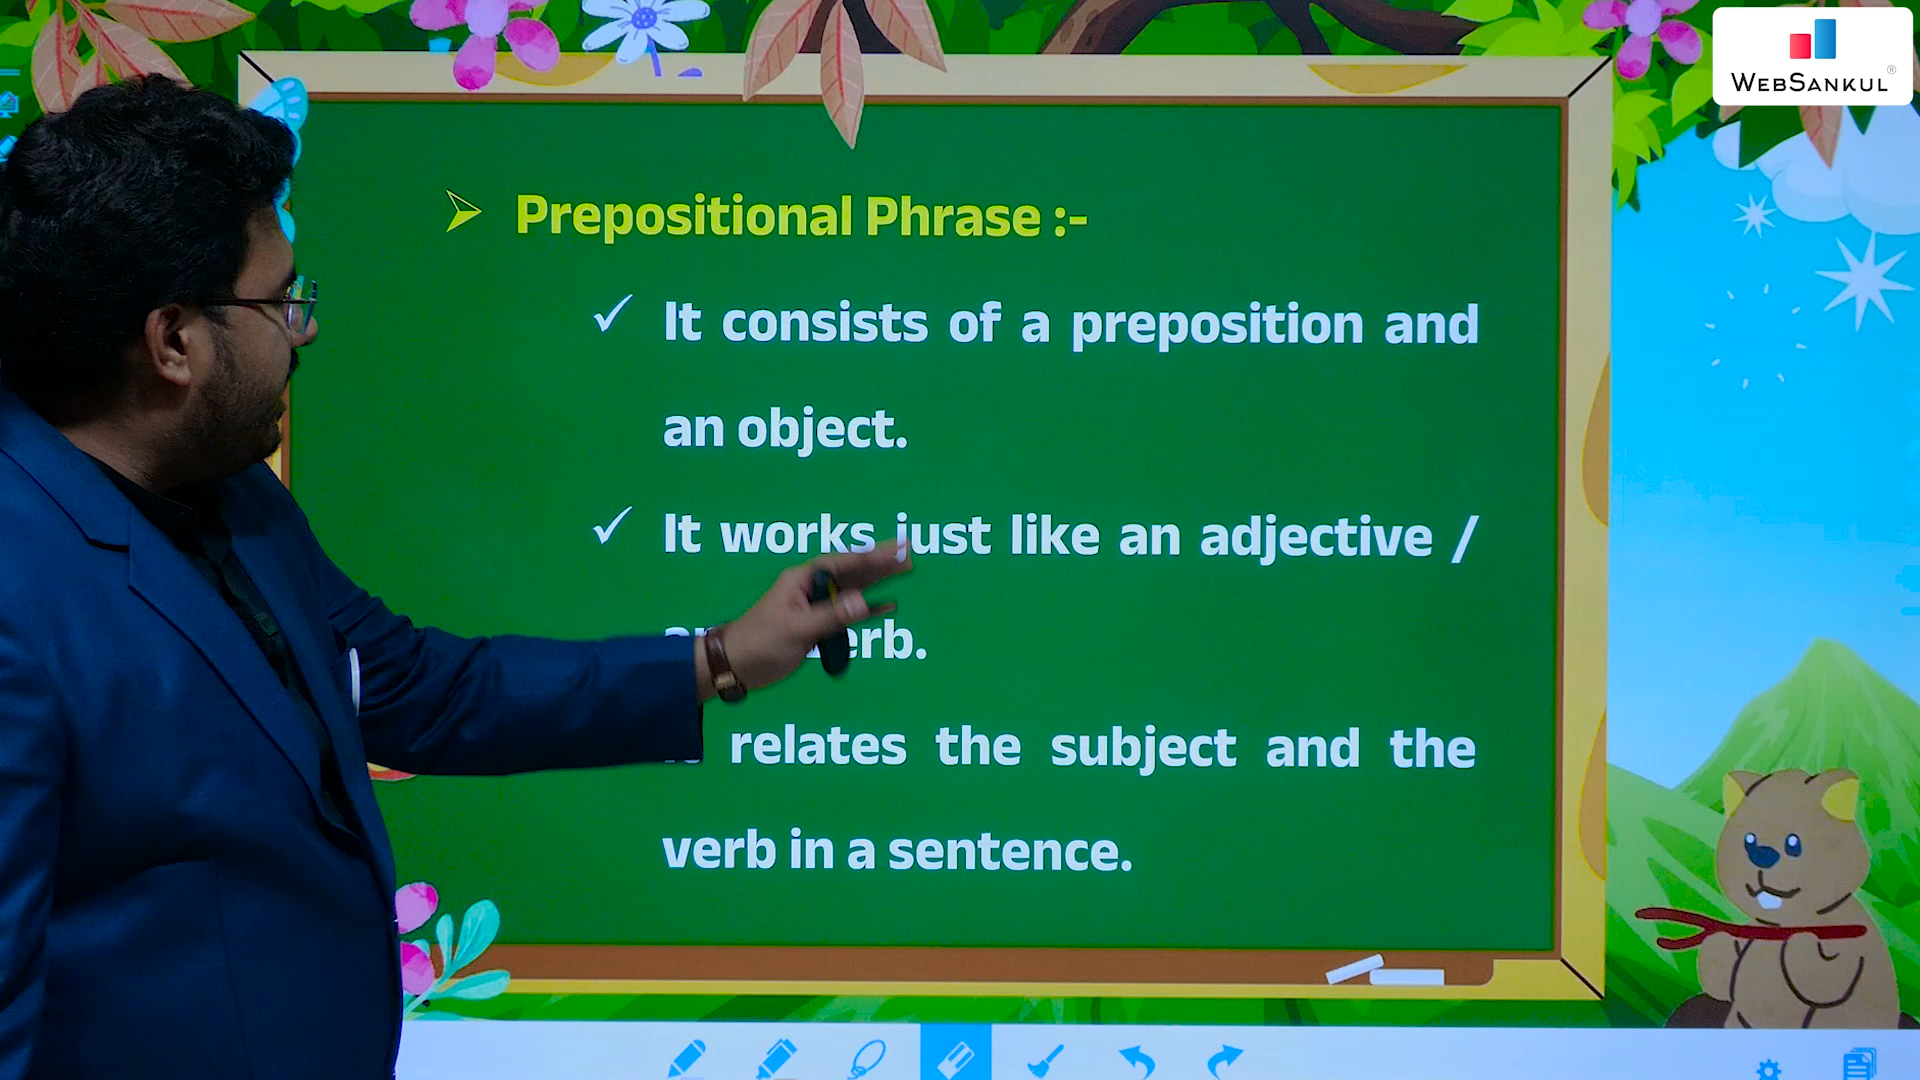 WEBSANKUL®
Prepositional Phrase :-
It consists of a preposition and
an object.
It works just like an adjective /
relates the subject and the
verb in a sentence.